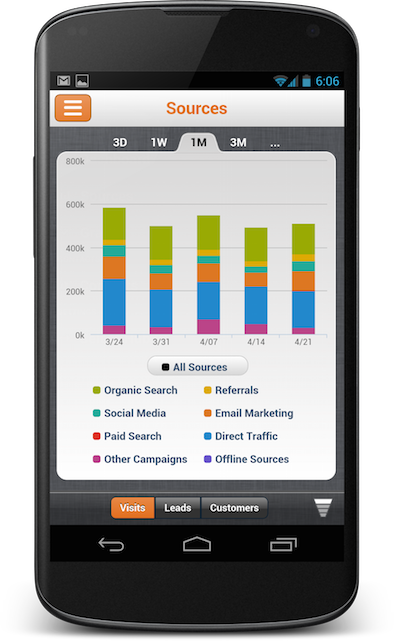 6:06
Sources
3D 1W 1M 3M ...
800k
600k
400k
200k
0k
3/24 3/31 4/07 4/14 4/21
All Sources
Organic Search Referrals
Social Media Email Marketing
Paid Search Direct Traffic
Other Campaigns Offline Sources
Visits Leads Customers